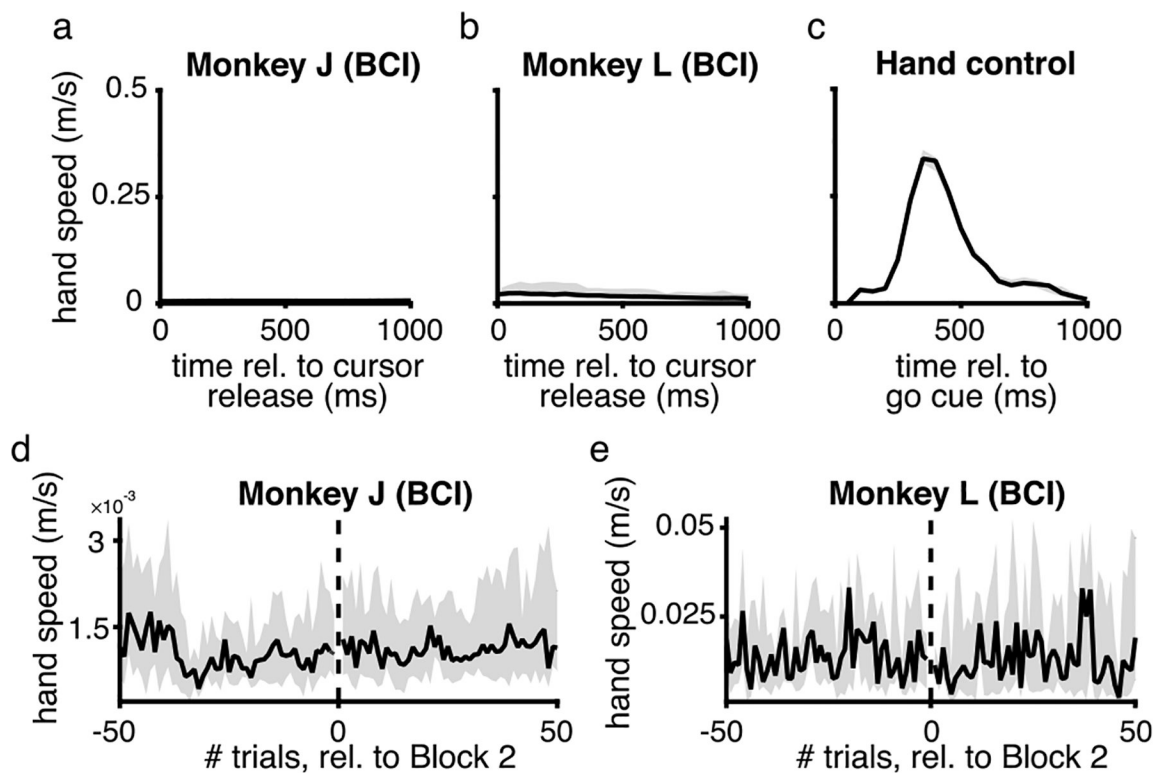 a
Monkey J (BCI)
hand speed (m/s)
0.5
0.25
0
0 500 1000
time rel. to cursor
release (ms)
b
Monkey L (BCI)
0 500 1000
time rel. to cursor
release (ms)
c
Hand control
0 500 1000
time rel. to
go cue (ms)
d
Monkey J (BCI)
hand speed (m/s)
×10-3
3
1.5
-50 0 50
# trials, rel. to Block 2
e
Monkey L (BCI)
hand speed (m/s)
0.05
0.025
-50 0 50
# trials, rel. to Block 2